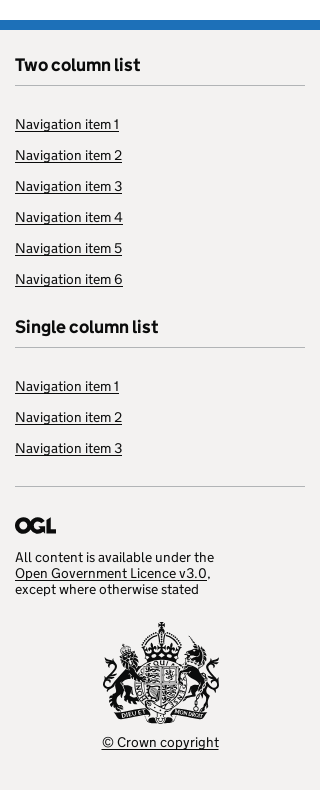 Two column list
Navigation item 1
Navigation item 2
Navigation item 3
Navigation item 4
Navigation item 5
Navigation item 6
Single column list
Navigation item 1
Navigation item 2
Navigation item 3
OGL
All content is available under the
Open Government Licence v3.0,
except where otherwise stated
DIEU ET
MON DROIT
© Crown copyright